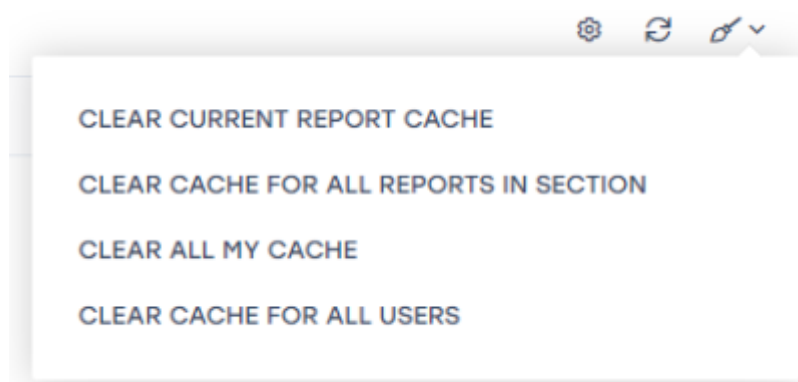 CLEAR CURRENT REPORT CACHE
CLEAR CACHE FOR ALL REPORTS IN SECTION
CLEAR ALL MY CACHE
CLEAR CACHE FOR ALL USERS